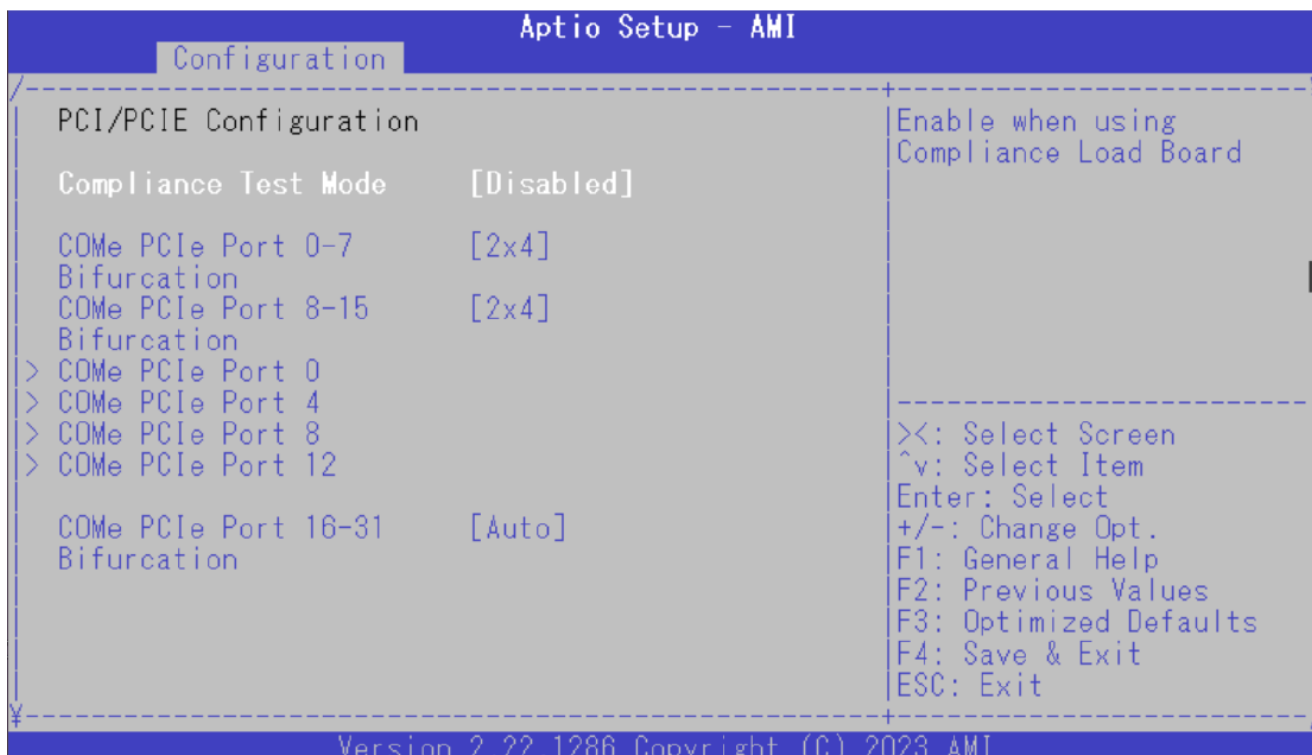 Aptio Setup - AMI
Configuration
PCI/PCIE Configuration
Compliance Test Mode [Disabled]
COMe PCIe Port 0-7 [2x4]
Bifurcation
COMe PCIe Port 8-15 [2x4]
Bifurcation
> COMe PCIe Port 0
> COMe PCIe Port 4
> COMe PCIe Port 8
> COMe PCIe Port 12
COMe PCIe Port 16-31 [Auto]
Bifurcation
Enable when using
Compliance Load Board
><: Select Screen
^v: Select Item
Enter: Select
+/-: Change Opt.
F1: General Help
F2: Previous Values
F3: Optimized Defaults
F4: Save & Exit
ESC: Exit
Version 2.22.1286 Copyright (C) 2023 AMI